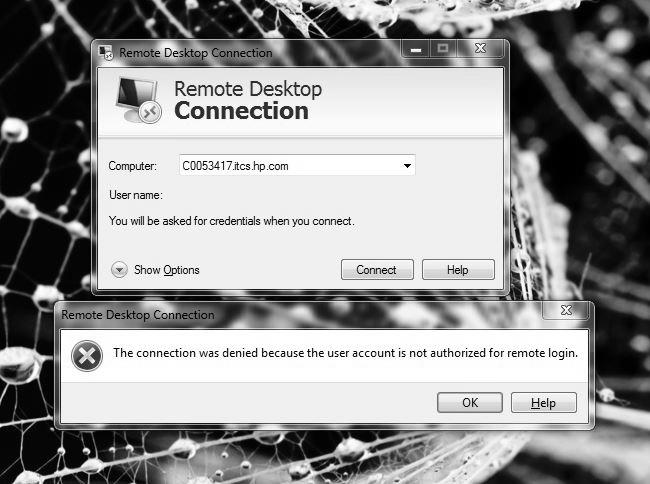 Remote Desktop Connection
Remote Desktop
Connection
Computer: C0053417.itcs.hp.com
User name:
You will be asked for credentials when you connect.
Show Options Connect Help
Remote Desktop Connection
The connection was denied because the user account is not authorized for remote login.
OK Help